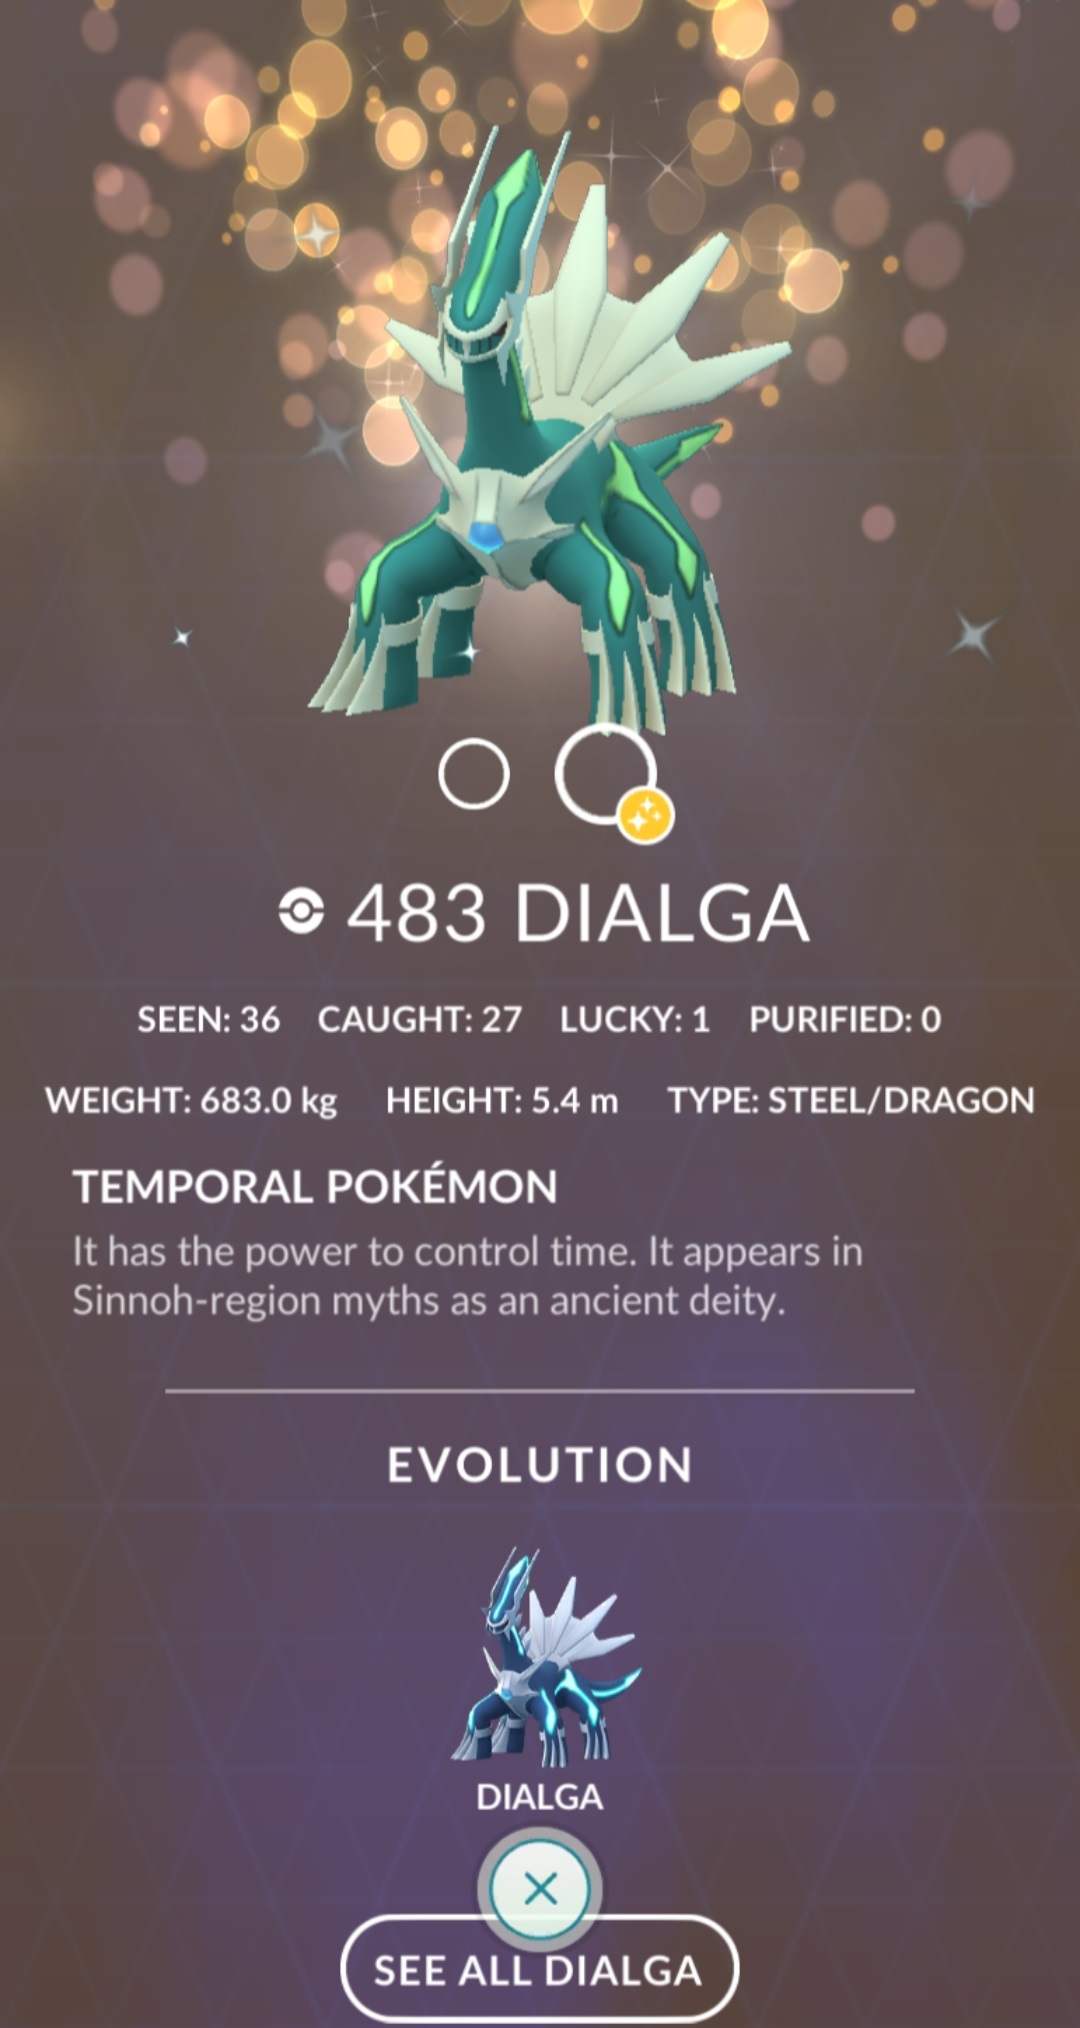 483 DIALGA
SEEN: 36 CAUGHT: 27 LUCKY: 1 PURIFIED: 0
WEIGHT: 683.0 kg HEIGHT: 5.4 m TYPE: STEEL/DRAGON
TEMPORAL POKÉMON
It has the power to control time. It appears in
Sinnoh-region myths as an ancient deity.
EVOLUTION
DIALGA
SEE ALL DIALGA